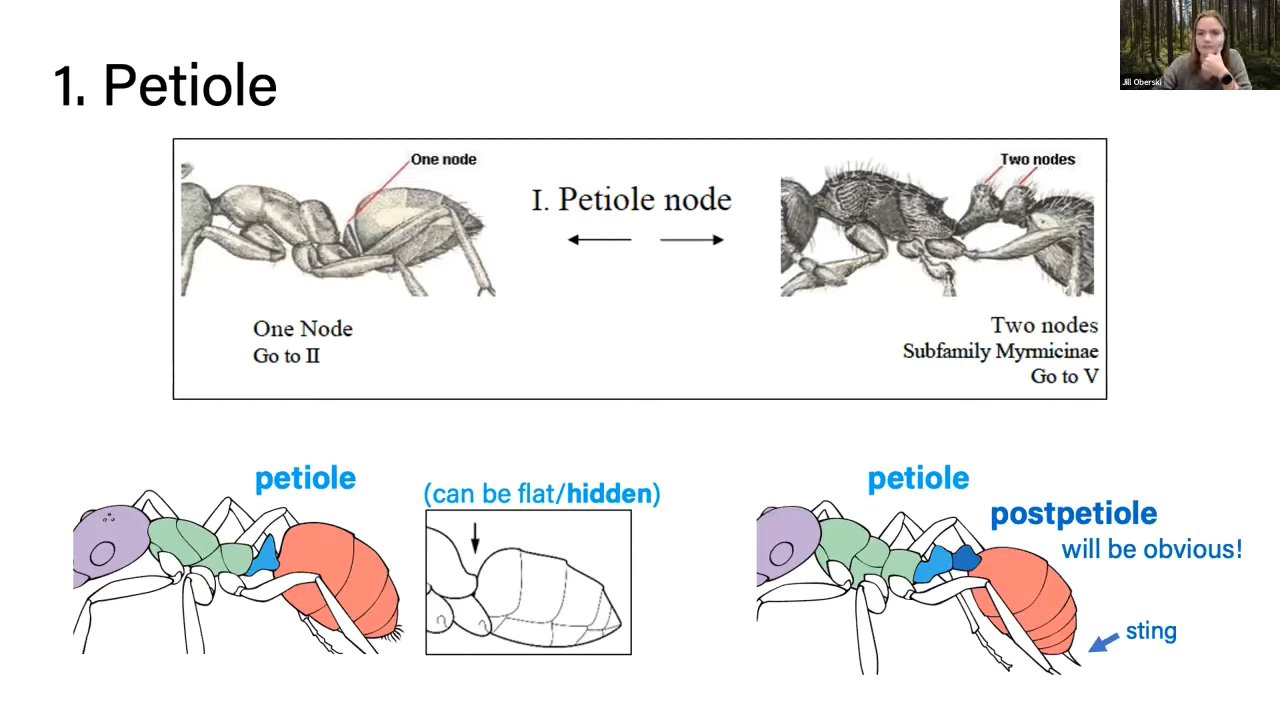 1. Petiole
Jill Oberski
One node
I. Petiole node
Two nodes
One Node
Go to II
Two nodes
Subfamily Myrmicinae
Go to V
petiole
(can be flat/hidden)
petiole
postpetiole
will be obvious!
sting